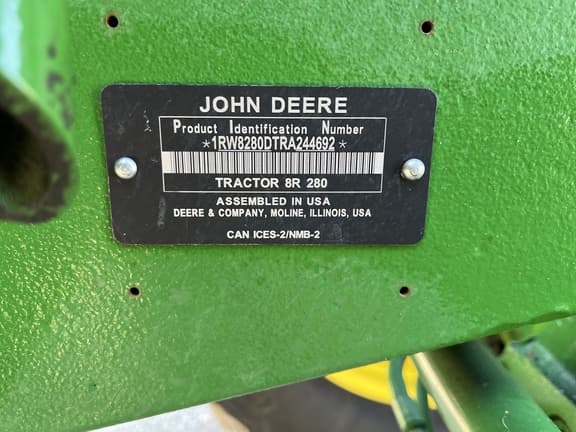 JOHN DEERE
Product Identification Number
*1RW8280DTRA244692*
TRACTOR 8R 280
ASSEMBLED IN USA
DEERE & COMPANY, MOLINE, ILLINOIS, USA
CAN ICES-2/NMB-2